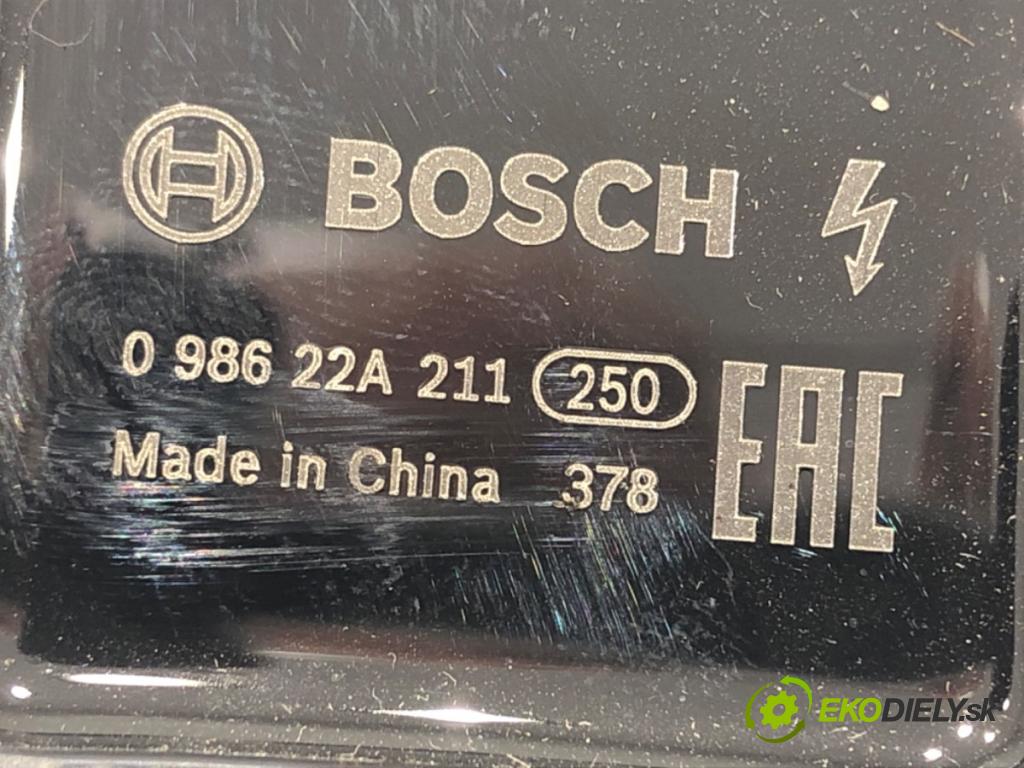 BOSCH
0 986 22A 211 250
Made in China 378
EAC
EKODIELY.sk